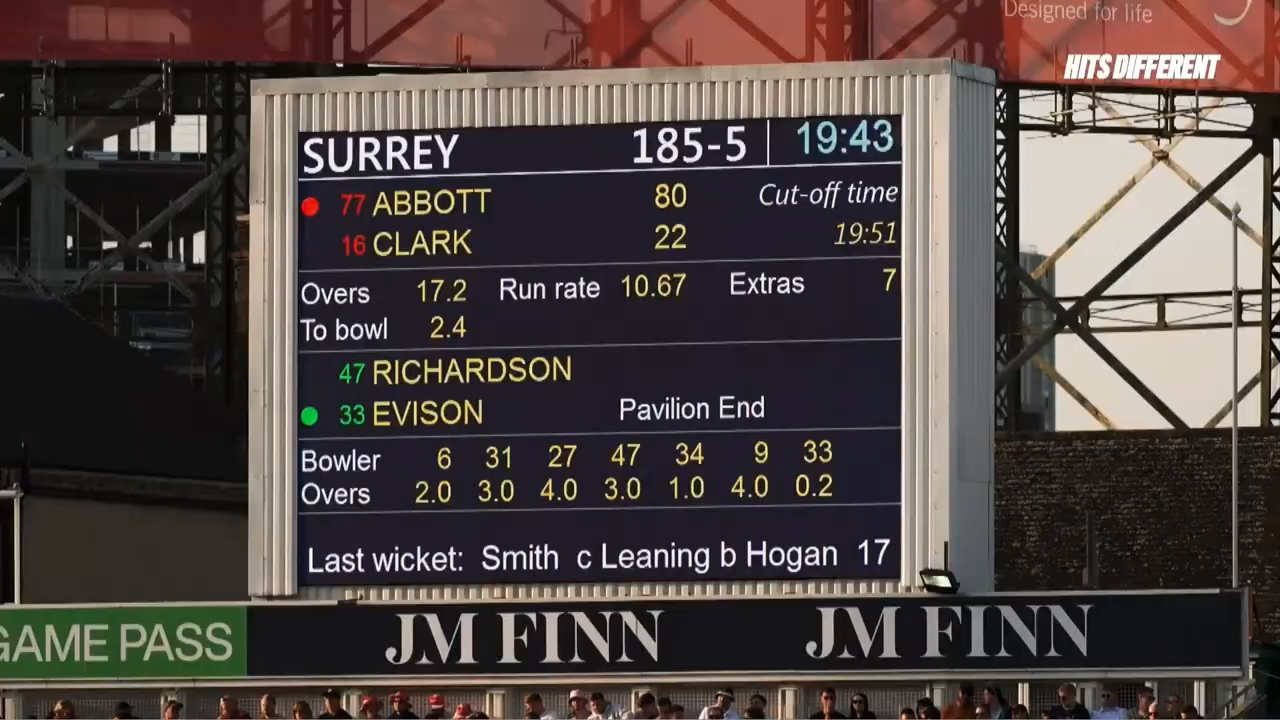 Designed for life
HITS DIFFERENT
SURREY 185-5 19:43
77 ABBOTT 80 Cut-off time
16 CLARK 22 19:51
Overs 17.2 Run rate 10.67 Extras 7
To bowl 2.4
47 RICHARDSON
33 EVISON Pavilion End
Bowler 6 31 27 47 34 9 33
Overs 2.0 3.0 4.0 3.0 1.0 4.0 0.2
Last wicket: Smith c Leaning b Hogan 17
GAME PASS JM FINN JM FINN